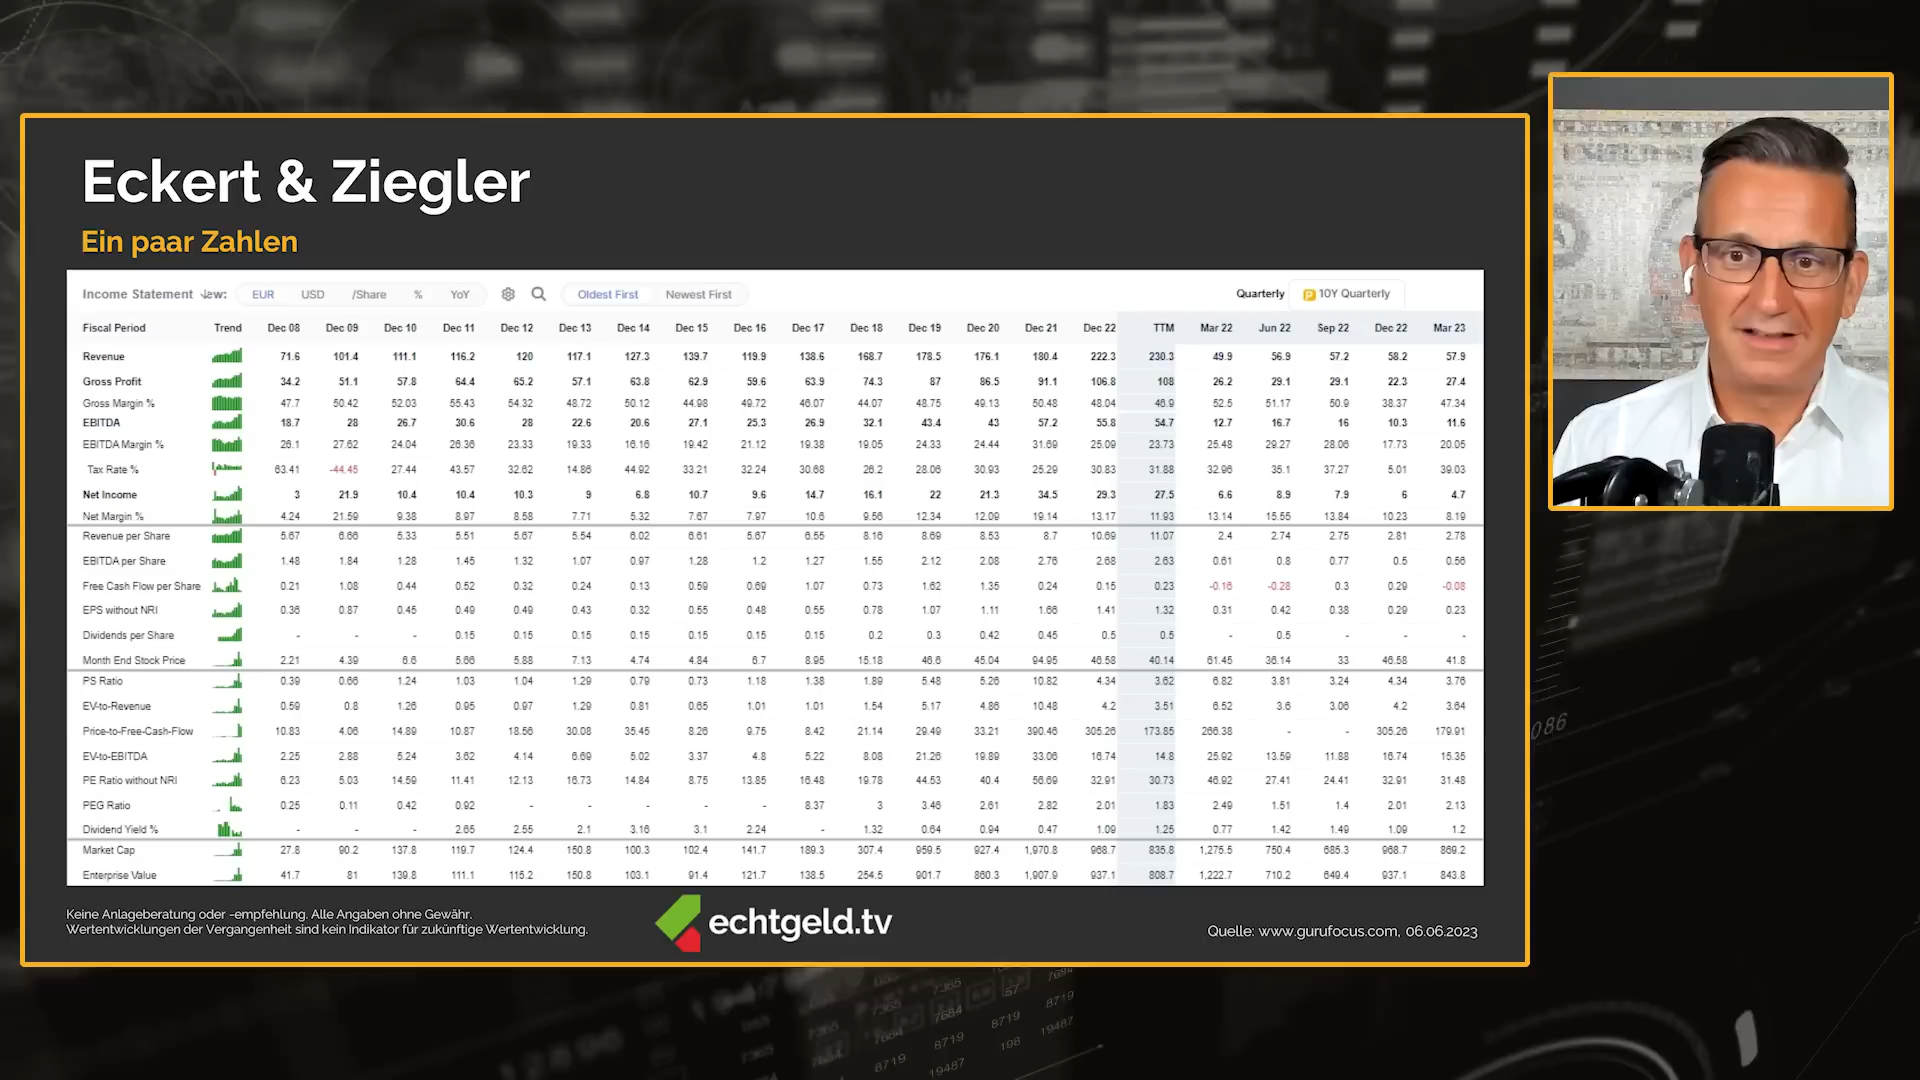 Eckert & Ziegler
Ein paar Zahlen
Income Statement iew: EUR USD /Share % YoY Oldest First Newest First Quarterly 10Y Quarterly
Fiscal Period Trend Dec 08 Dec 09 Dec 10 Dec 11 Dec 12 Dec 13 Dec 14 Dec 15 Dec 16 Dec 17 Dec 18 Dec 19 Dec 20 Dec 21 Dec 22 TTM Mar 22 Jun 22 Sep 22 Dec 22 Mar 23
Revenue 71.6 101.4 111.1 116.2 120 117.1 127.3 139.7 119.9 138.6 168.7 178.5 176.1 180.4 222.3 230.3 49.9 56.9 57.2 58.2 57.9
Gross Profit 34.2 51.1 57.8 64.4 65.2 57.1 63.8 62.9 59.6 63.9 74.3 87 86.5 91.1 106.8 108 26.2 29.1 29.1 22.3 27.4
Gross Margin % 47.7 50.42 52.03 55.43 54.32 48.72 50.12 44.98 49.72 46.07 44.07 48.75 49.13 50.48 48.04 46.9 52.5 51.17 50.9 38.37 47.34
EBITDA 18.7 28 26.7 30.6 28 22.6 20.6 27.1 25.3 26.9 32.1 43.4 43 57.2 55.8 54.7 12.7 16.7 16 10.3 11.6
EBITDA Margin % 26.1 27.62 24.04 26.36 23.33 19.33 16.16 19.42 21.12 19.38 19.05 24.33 24.44 31.69 25.09 23.73 25.48 29.27 28.06 17.73 20.05
Tax Rate % 63.41 -44.45 27.44 43.57 32.62 14.86 44.92 33.21 32.24 30.68 26.2 28.06 30.93 25.29 30.83 31.88 32.96 35.1 37.27 5.01 39.03
Net Income 3 21.9 10.4 10.4 10.3 9 6.8 10.7 9.6 14.7 16.1 22 21.3 34.5 29.3 27.5 6.6 8.9 7.9 6 4.7
Net Margin % 4.24 21.59 9.38 8.97 8.58 7.71 5.32 7.67 7.97 10.6 9.56 12.34 12.09 19.14 13.17 11.93 13.14 15.55 13.84 10.23 8.19
Revenue per Share 5.67 6.66 5.33 5.51 5.67 5.54 6.02 6.61 5.67 6.55 8.16 8.69 8.53 8.7 10.69 11.07 2.4 2.74 2.75 2.81 2.78
EBITDA per Share 1.48 1.84 1.28 1.45 1.32 1.07 0.97 1.28 1.2 1.27 1.55 2.12 2.08 2.76 2.68 2.63 0.61 0.8 0.77 0.5 0.56
Free Cash Flow per Share 0.21 1.08 0.44 0.52 0.32 0.24 0.13 0.59 0.69 1.07 0.73 1.62 1.35 0.24 0.15 0.23 -0.16 -0.28 0.3 0.29 -0.08
EPS without NRI 0.36 0.87 0.45 0.49 0.49 0.43 0.32 0.55 0.48 0.55 0.78 1.07 1.11 1.66 1.41 1.32 0.31 0.42 0.38 0.29 0.23
Dividends per Share - - - 0.15 0.15 0.15 0.15 0.15 0.15 0.15 0.2 0.3 0.42 0.45 0.5 0.5 - 0.5 - - -
Month End Stock Price 2.21 4.39 6.6 5.66 5.88 7.13 4.74 4.84 6.7 8.95 15.18 46.6 45.04 94.95 46.58 40.14 61.45 36.14 33 46.58 41.8
PS Ratio 0.39 0.66 1.24 1.03 1.04 1.29 0.79 0.73 1.18 1.38 1.89 5.48 5.26 10.82 4.34 3.62 6.82 3.81 3.24 4.34 3.76
EV-to-Revenue 0.59 0.8 1.26 0.95 0.97 1.29 0.81 0.65 1.01 1.01 1.54 5.17 4.86 10.48 4.2 3.51 6.52 3.6 3.06 4.2 3.64
Price-to-Free-Cash-Flow 10.83 4.06 14.89 10.87 18.56 30.08 35.45 8.26 9.75 8.42 21.14 29.49 33.21 390.46 305.26 173.85 266.38 - - 305.26 179.91
EV-to-EBITDA 2.25 2.88 5.24 3.62 4.14 6.69 5.02 3.37 4.8 5.22 8.08 21.26 19.89 33.06 16.74 14.8 25.92 13.59 11.88 16.74 15.35
PE Ratio without NRI 6.23 5.03 14.59 11.41 12.13 16.73 14.84 8.75 13.85 16.48 19.78 44.53 40.4 56.69 32.91 30.73 46.92 27.41 24.41 32.91 31.48
PEG Ratio 0.25 0.11 0.42 0.92 - - - - - 8.37 3 3.46 2.61 2.82 2.01 1.83 2.49 1.51 1.4 2.01 2.13
Dividend Yield % - - - 2.65 2.55 2.1 3.16 3.1 2.24 - 1.32 0.64 0.94 0.47 1.09 1.25 0.77 1.42 1.49 1.09 1.2
Market Cap 27.8 90.2 137.8 119.7 124.4 150.8 100.3 102.4 141.7 189.3 307.4 959.5 927.4 1,970.8 968.7 835.8 1,275.5 750.4 685.3 968.7 869.2
Enterprise Value 41.7 81 139.8 111.1 115.2 150.8 103.1 91.4 121.7 138.5 254.5 901.7 860.3 1,907.9 937.1 808.7 1,222.7 710.2 649.4 937.1 843.8
Keine Anlageberatung oder -empfehlung. Alle Angaben ohne Gewähr.
Wertentwicklungen der Vergangenheit sind kein Indikator für zukünftige Wertentwicklung.
echtgeld.tv
Quelle: www.gurufocus.com, 06.06.2023
086
7365
7684
57
8719
8719
198
19487
8719
19487